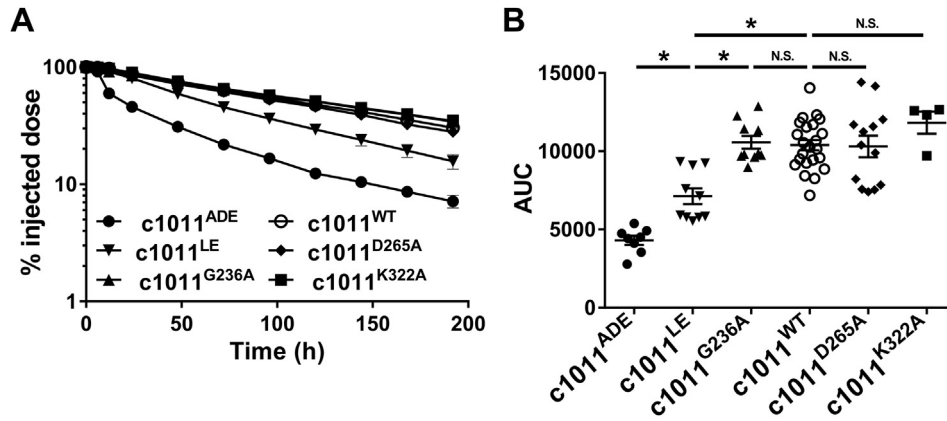 A
% injected dose
100
10
1
0
50
100
150
200
Time (h)
c1011ADE
c1011LE
c1011G236A
c1011WT
c1011D265A
c1011K322A
B
* N.S.
* * N.S. N.S.
AUC
15000
10000
5000
0
c1011ADE
c1011LE
c1011G236A
c1011WT
c1011D265A
c1011K322A